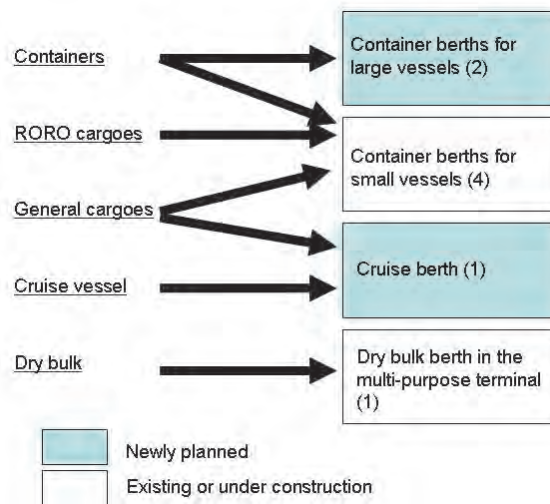 Containers
RORO cargoes
General cargoes
Cruise vessel
Dry bulk
Container berths for
large vessels (2)
Container berths for
small vessels (4)
Cruise berth (1)
Dry bulk berth in the
multi-purpose terminal
(1)
Newly planned
Existing or under construction